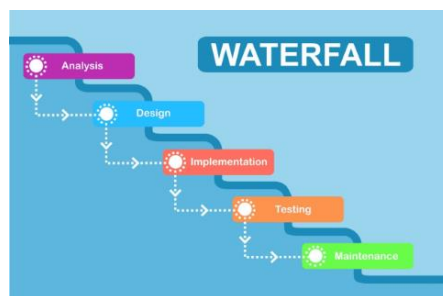 WATERFALL
Analysis
Design
Implementation
Testing
Maintenance